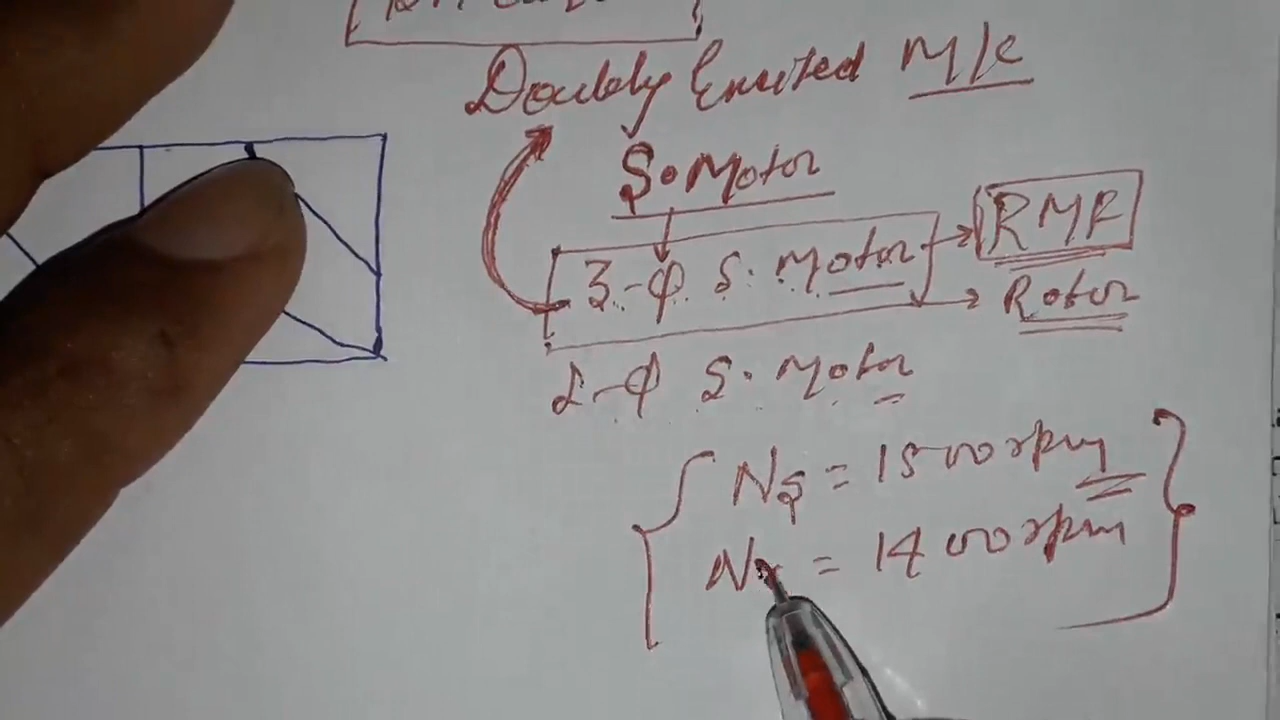 Doubly Excited M/C
S. Motor
3-φ S. Motor
RMF
Rotor
1-φ S. Motor
Ns = 1500 rpm
Nr = 1400 rpm